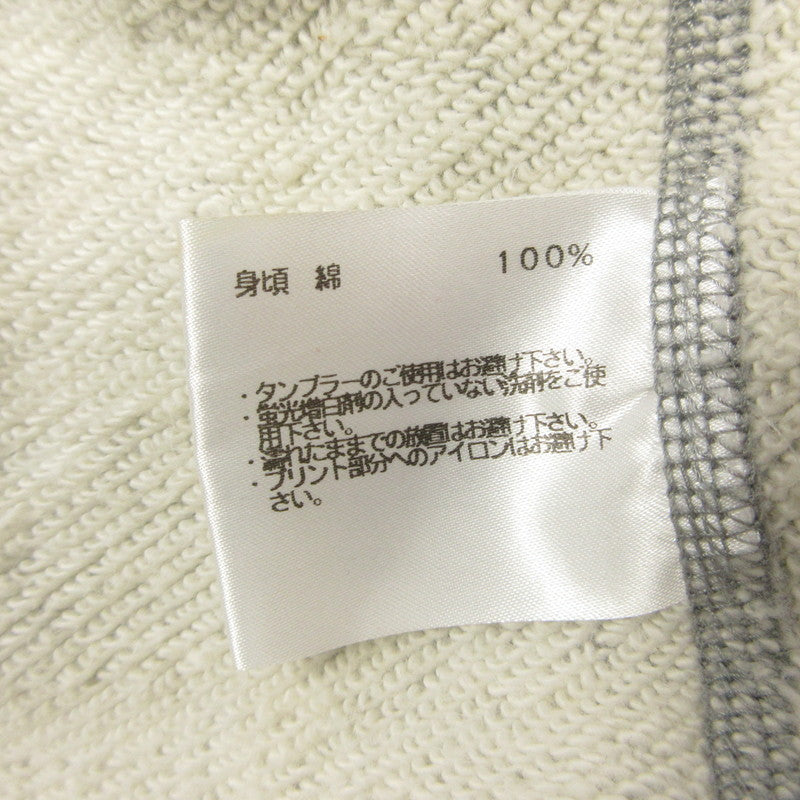 身頃 綿 100%
・タンブラーのご使用はお避け下さい。
・蛍光増白剤の入っていない洗剤をご使
用下さい。
・濡れたままでの放置はお避け下さい。
・プリント部分へのアイロンはお避け下
さい。